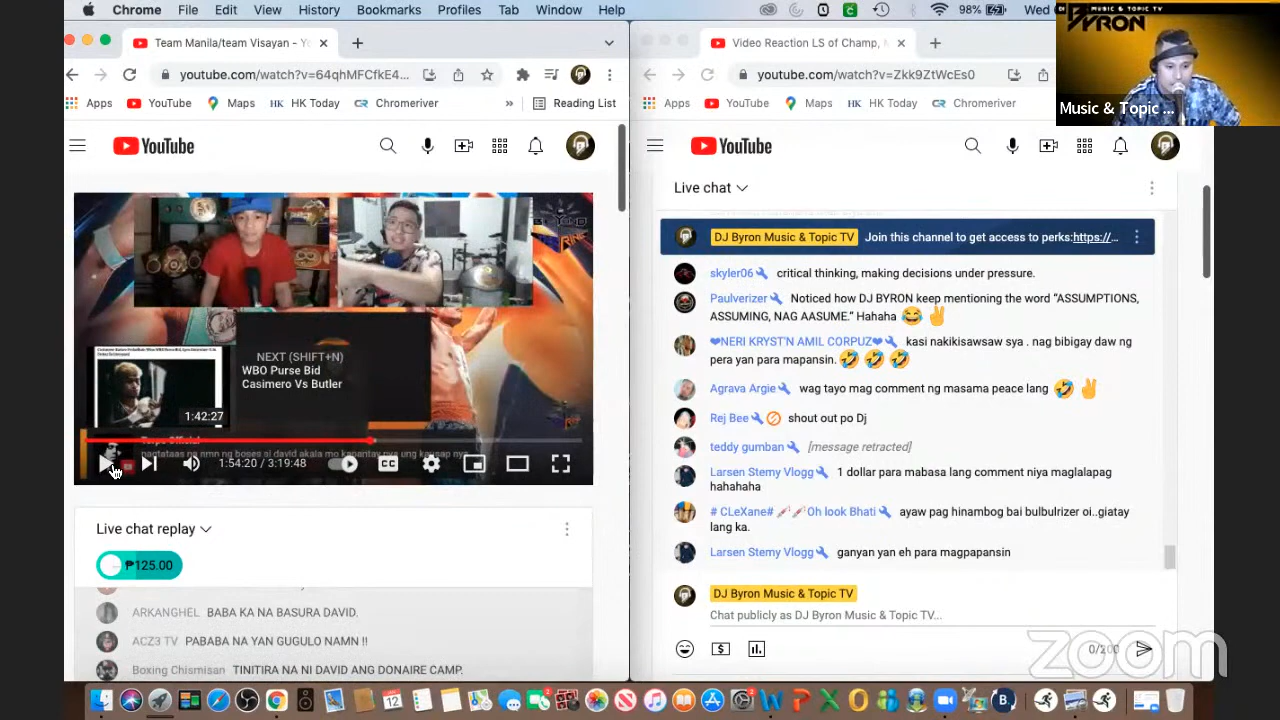 Chrome File Edit View History Bookmarks Profiles Tab Window Help 98% Wed
Team Manila/team Visayan - Yo
youtube.com/watch?v=64qhMFCfkE4...
Apps YouTube Maps HK Today Chromeriver » Reading List
YouTube
NEXT (SHIFT+N)
WBO Purse Bid
Casimero Vs Butler
1:42:27
1:54:20 / 3:19:48
Live chat replay
₱125.00
ARKANGHEL BABA KA NA BASURA DAVID.
ACZ3 TV PABABA NA YAN GUGULO NAMN !!
Boxing Chismisan TINITIRA NA NI DAVID ANG DONAIRE CAMP.
Video Reaction LS of Champ,
youtube.com/watch?v=Zkk9ZtWcEs0
Apps YouTube Maps HK Today Chromeriver
YouTube
Live chat
DJ Byron Music & Topic TV Join this channel to get access to perks:https://...
skyler06 critical thinking, making decisions under pressure.
Paulverizer Noticed how DJ BYRON keep mentioning the word “ASSUMPTIONS,
ASSUMING, NAG AASUME.” Hahaha 😂 ✌
❤NERI KRYST'N AMIL CORPUZ❤ kasi nakikisawsaw sya . nag bibigay daw ng
pera yan para mapansin. 🤣 🤣 🤣
Agrava Argie wag tayo mag comment ng masama peace lang 🤣 ✌
Rej Bee shout out po Dj
teddy gumban [message retracted]
Larsen Stemy Vlogg 1 dollar para mabasa lang comment niya maglalapag
hahahaha
# CLeXane# Oh look Bhati ayaw pag hinambog bai bulbulrizer oi..giatay
lang ka.
Larsen Stemy Vlogg ganyan yan eh para magpapansin
DJ Byron Music & Topic TV
Chat publicly as DJ Byron Music & Topic TV...
0/200
zoom
MUSIC & TOPIC TV
BYRON
Music & Topic ...